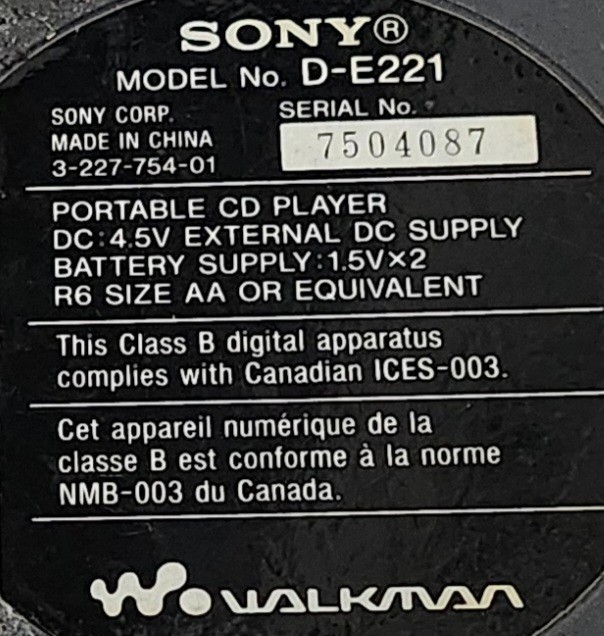 SONY®
MODEL No. D-E221
SONY CORP. SERIAL No.
MADE IN CHINA 7504087
3-227-754-01
PORTABLE CD PLAYER
DC:4.5V EXTERNAL DC SUPPLY
BATTERY SUPPLY:1.5V×2
R6 SIZE AA OR EQUIVALENT
This Class B digital apparatus
complies with Canadian ICES-003.
Cet appareil numérique de la
classe B est conforme à la norme
NMB-003 du Canada.
WALKMAN